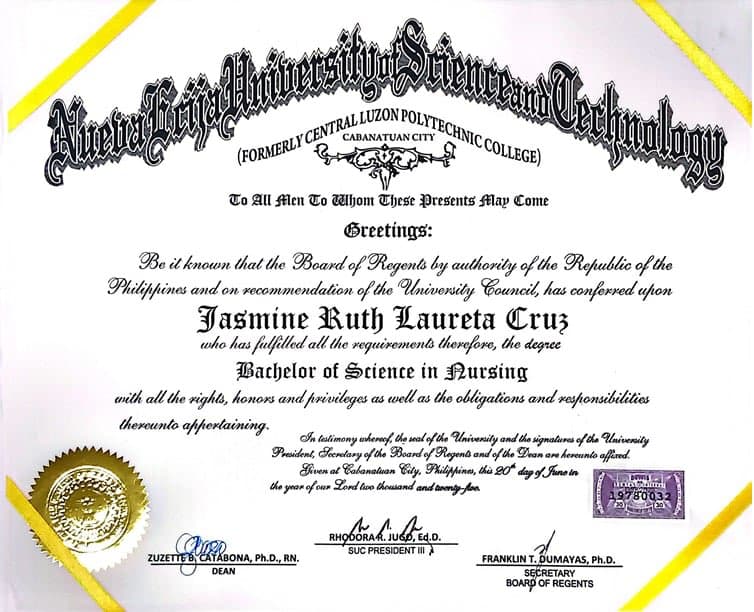 Nueva Ecija University of Science and Technology
(FORMERLY CENTRAL LUZON POLYTECHNIC COLLEGE)
CABANATUAN CITY
To All Men To Whom These Presents May Come
Greetings:
Be it known that the Board of Regents by authority of the Republic of the
Philippines and on recommendation of the University Council, has conferred upon
Jasmine Ruth Laureta Cruz
who has fulfilled all the requirements therefore, the degree
Bachelor of Science in Nursing
with all the rights, honors and privileges as well as the obligations and responsibilities
thereunto appertaining.
In testimony whereof, the seal of the University and the signatures of the University
President, Secretary of the Board of Regents and of the Dean are hereunto affixed.
Given at Cabanatuan City, Philippines, this 20th day of June in
the year of our Lord two thousand and twenty-five.
19780032
20 20
ZUZETTE B. CATABONA, Ph.D., RN.
DEAN
RHODORA R. JUGO, Ed.D.
SUC PRESIDENT III
FRANKLIN T. DUMAYAS, Ph.D.
SECRETARY
BOARD OF REGENTS